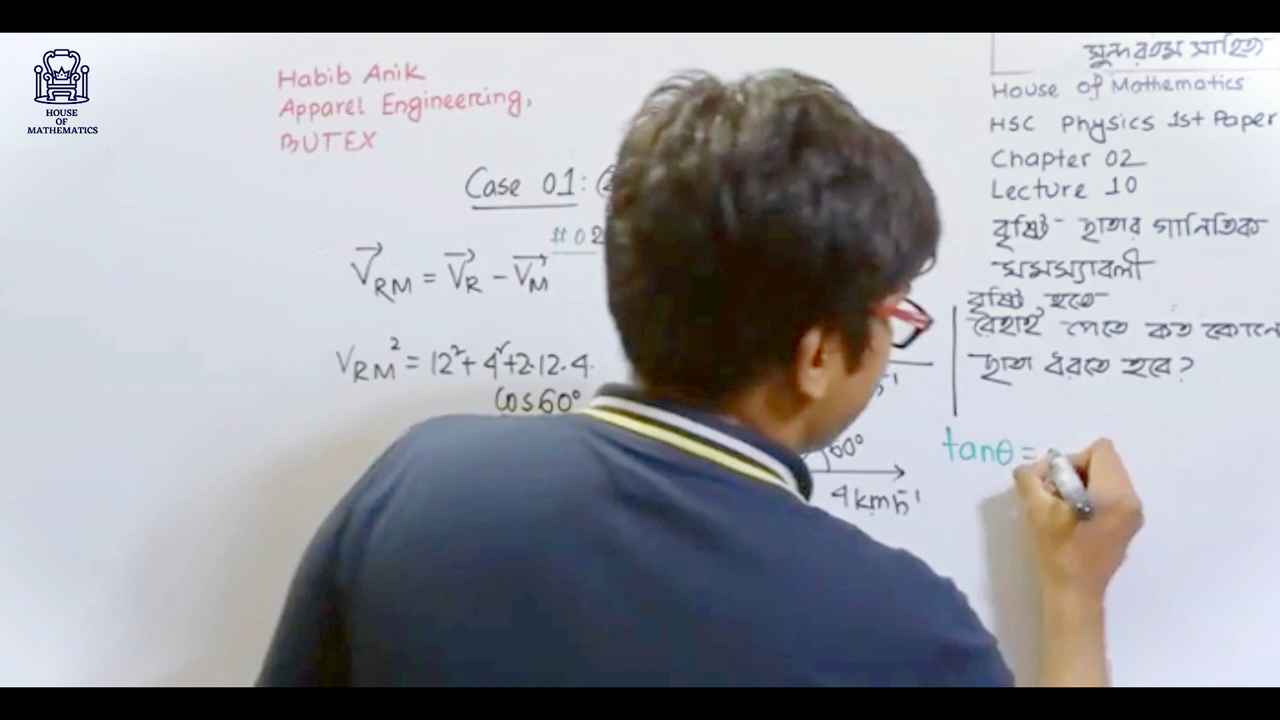 HOUSE
OF
MATHEMATICS
Habib Anik
Apparel Engineering,
BUTEX
Case 01: (
#02
V⃗RM = V⃗R - V⃗M
VRM² = 12² + 4² + 2.12.4.
cos60°
60°
4kmh⁻¹
House of Mathematics
HSC Physics 1st Paper
Chapter 02
Lecture 10
বৃষ্টি- ছাতার গানিতিক
সমস্যাবলী
বৃষ্টি হতে
রেহাই পেতে কত কোণে
ছাতা ধরতে হবে?
tanθ =